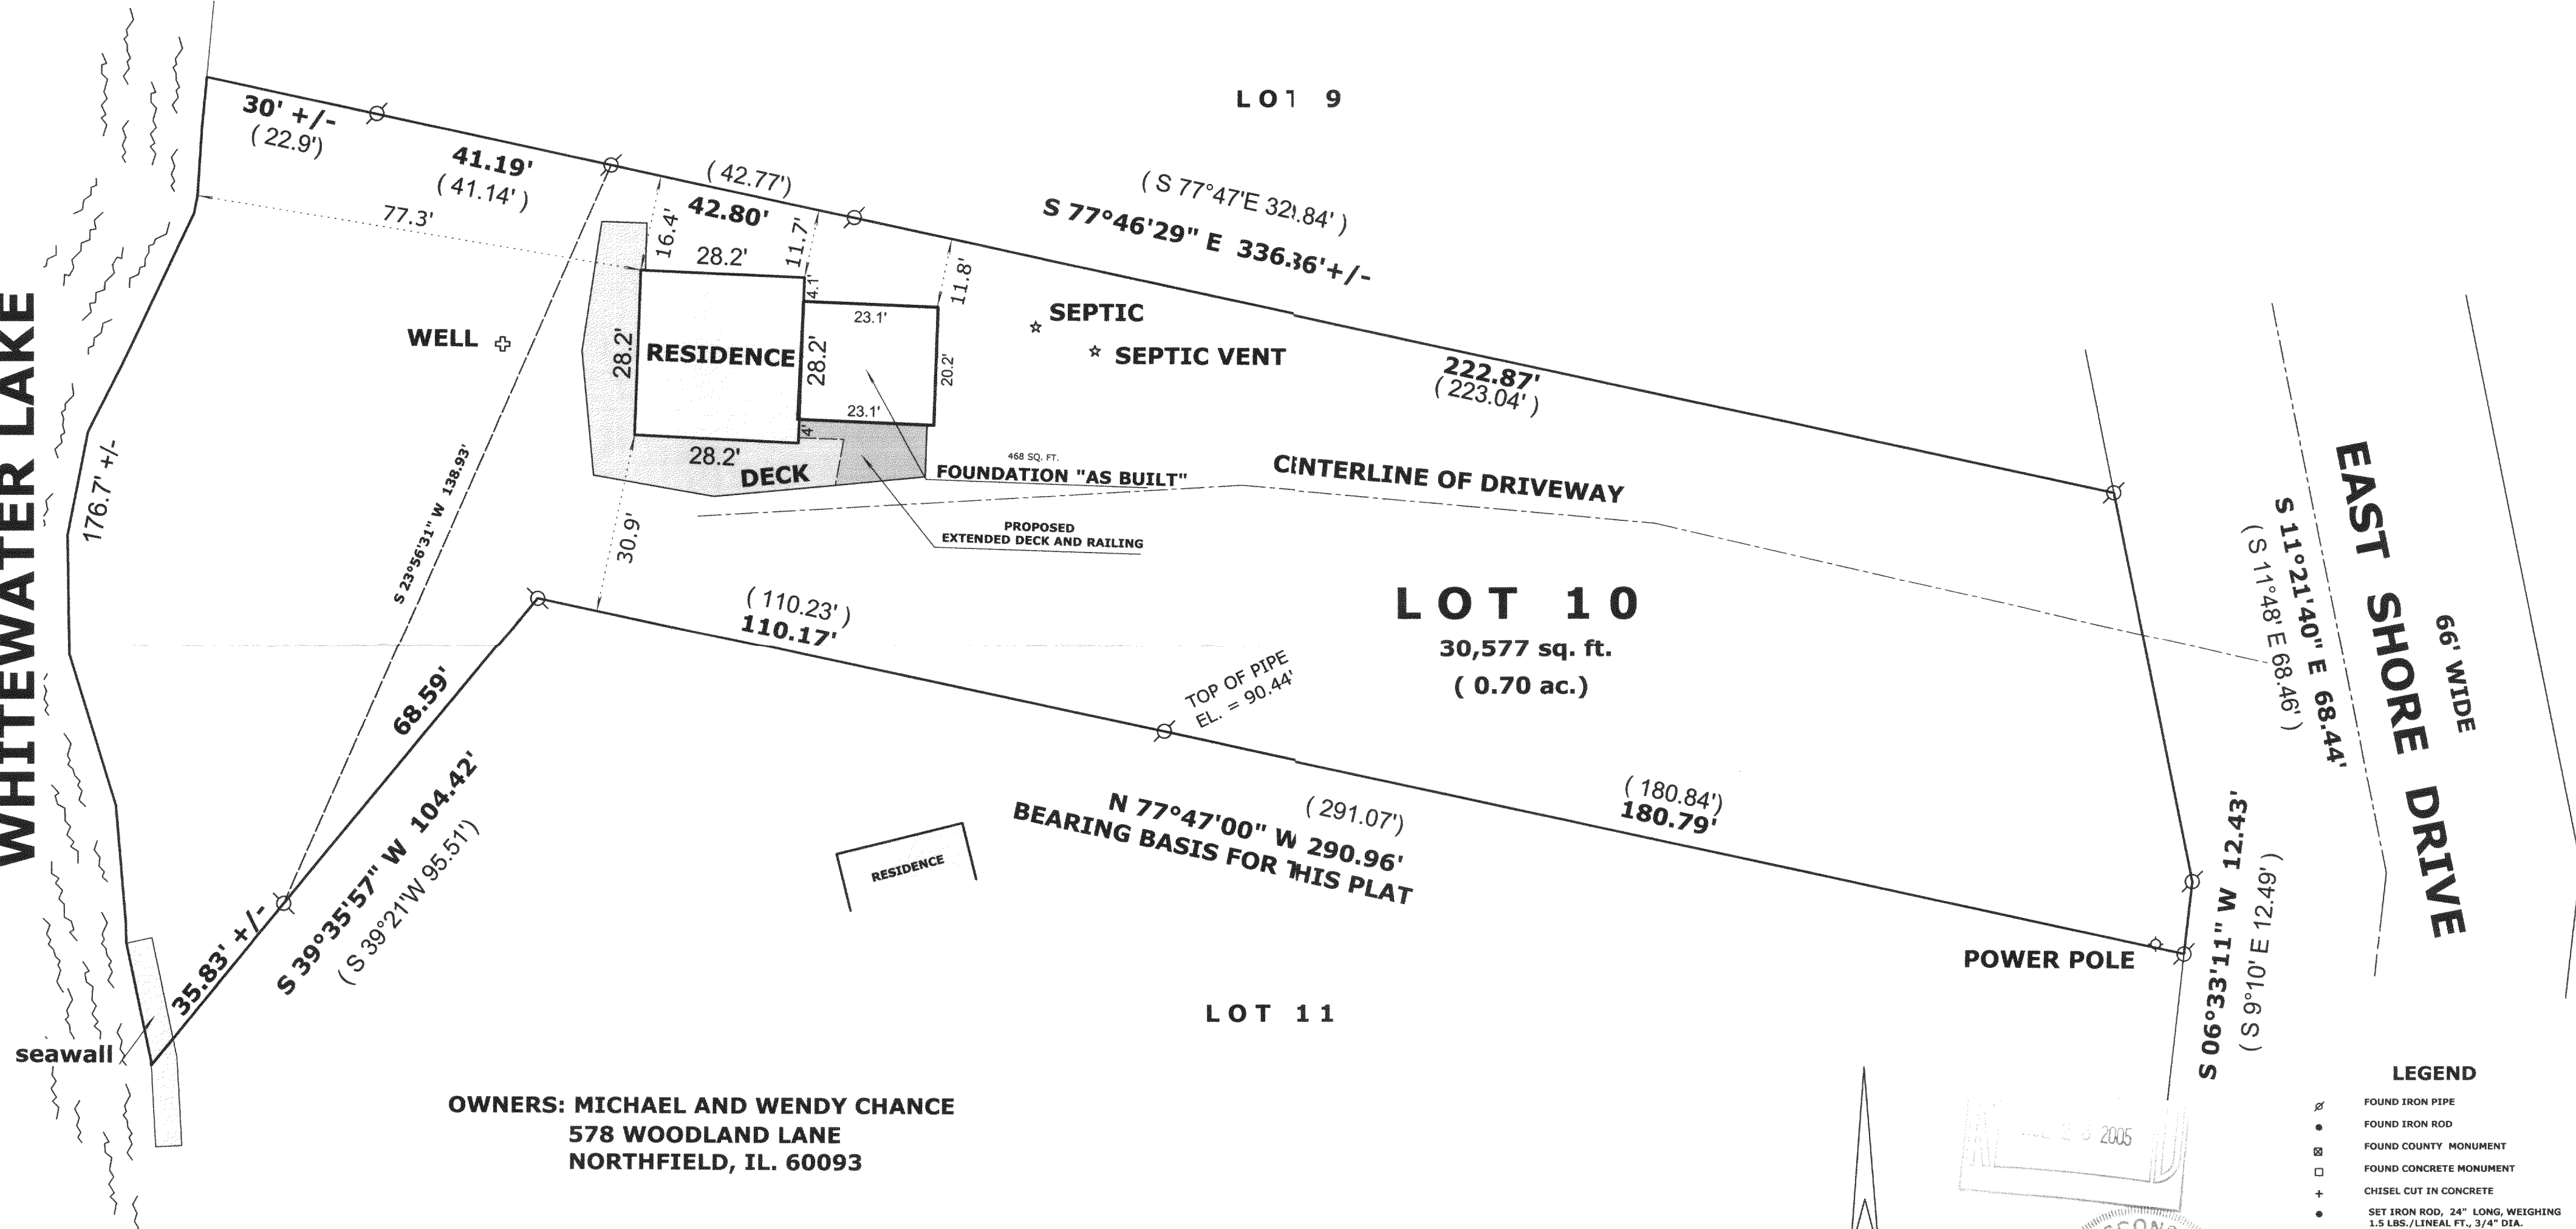 LOT 9
30' +/-
( 22.9')
41.19'
( 41.14' )
77.3'
( 42.77')
42.80'
( S 77°47'E 321.84' )
S 77°46'29" E 336.86'+/-
16.4'
28.2'
11.7'
4.1'
11.8'
23.1'
WELL
28.2'
RESIDENCE
28.2'
20.2'
23.1'
4'
28.2'
DECK
SEPTIC
SEPTIC VENT
222.87'
( 223.04' )
468 SQ. FT.
FOUNDATION "AS BUILT"
CENTERLINE OF DRIVEWAY
PROPOSED
EXTENDED DECK AND RAILING
WHITEWATER LAKE
176.7' +/-
S 23°56'31" W 138.93'
30.9'
( 110.23' )
110.17'
LOT 10
30,577 sq. ft.
( 0.70 ac.)
TOP OF PIPE
EL. = 90.44'
EAST SHORE DRIVE
66' WIDE
S 11°21'40" E 68.44'
( S 11°48' E 68.46' )
68.59'
S 39°35'57" W 104.42'
( S 39°21'W 95.51')
35.83' +/-
seawall
RESIDENCE
( 291.07')
N 77°47'00" W 290.96'
BEARING BASIS FOR THIS PLAT
( 180.84')
180.79'
POWER POLE
S 06°33'11" W 12.43'
( S 9°10' E 12.49' )
LOT 11
OWNERS: MICHAEL AND WENDY CHANCE
578 WOODLAND LANE
NORTHFIELD, IL. 60093
2005
LEGEND
FOUND IRON PIPE
FOUND IRON ROD
FOUND COUNTY MONUMENT
FOUND CONCRETE MONUMENT
CHISEL CUT IN CONCRETE
SET IRON ROD, 24" LONG, WEIGHING
1.5 LBS./LINEAL FT., 3/4" DIA.